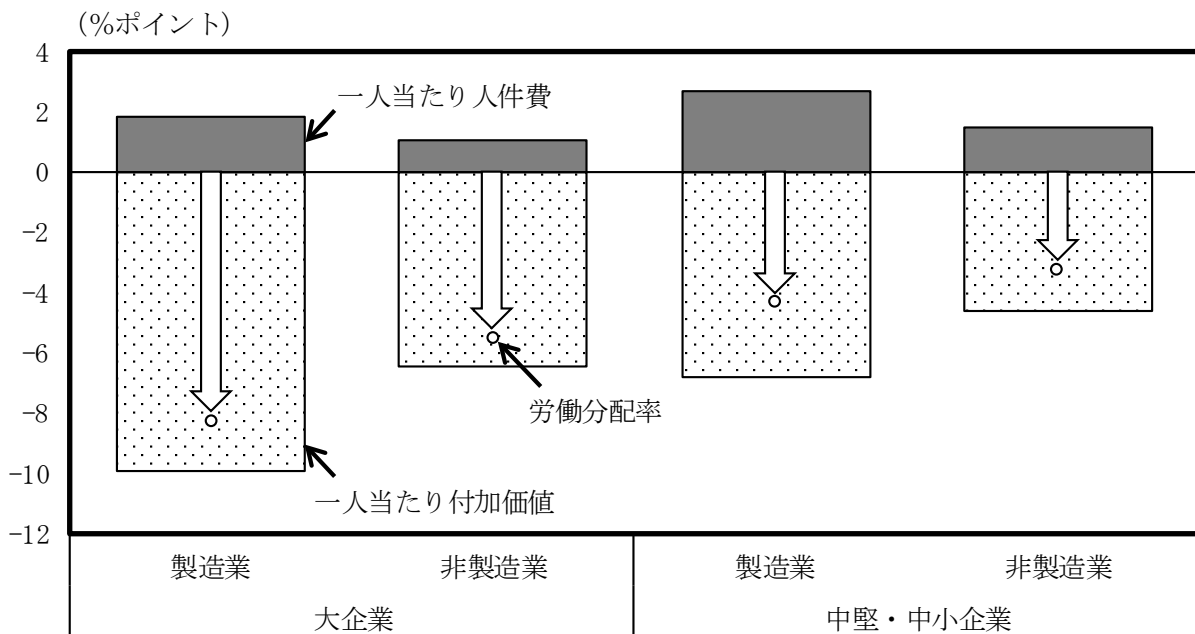 （％ポイント）
4
2
0
-2
-4
-6
-8
-10
-12
一人当たり人件費
労働分配率
一人当たり付加価値
製造業 非製造業 製造業 非製造業
大企業 中堅・中小企業